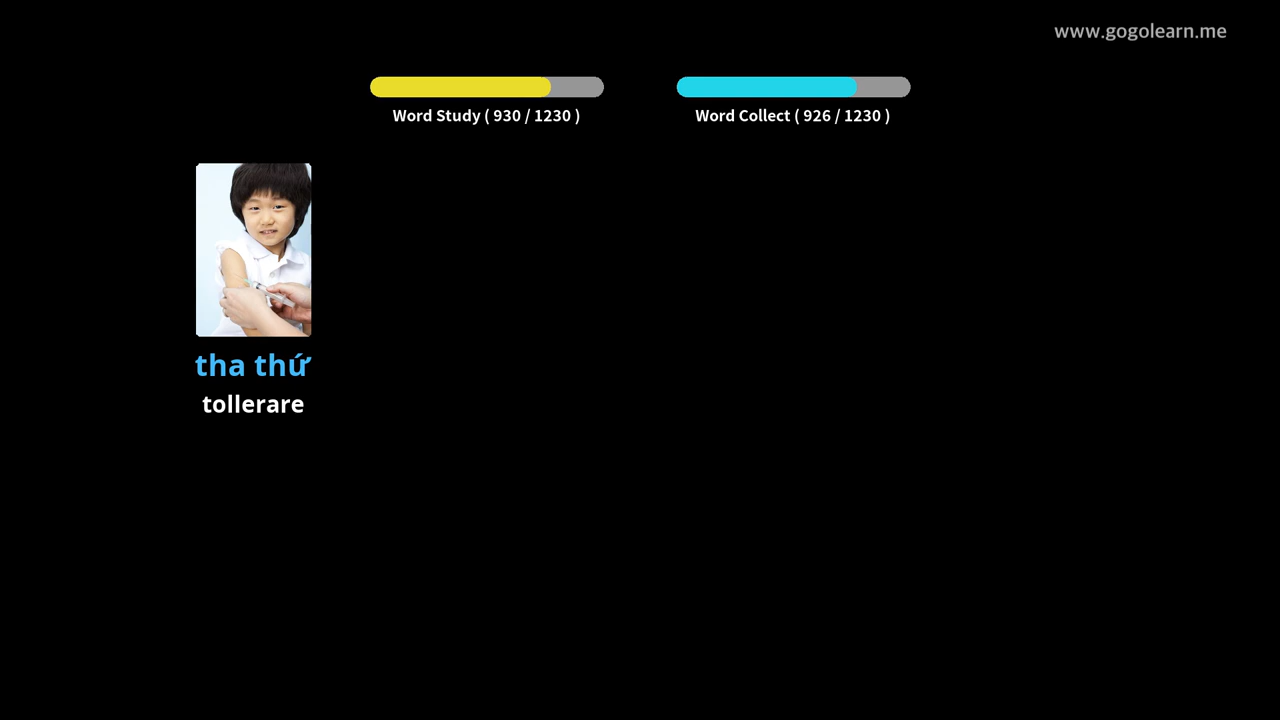 www.gogolearn.me
Word Study ( 930 / 1230 )
Word Collect ( 926 / 1230 )
tha thứ
tollerare